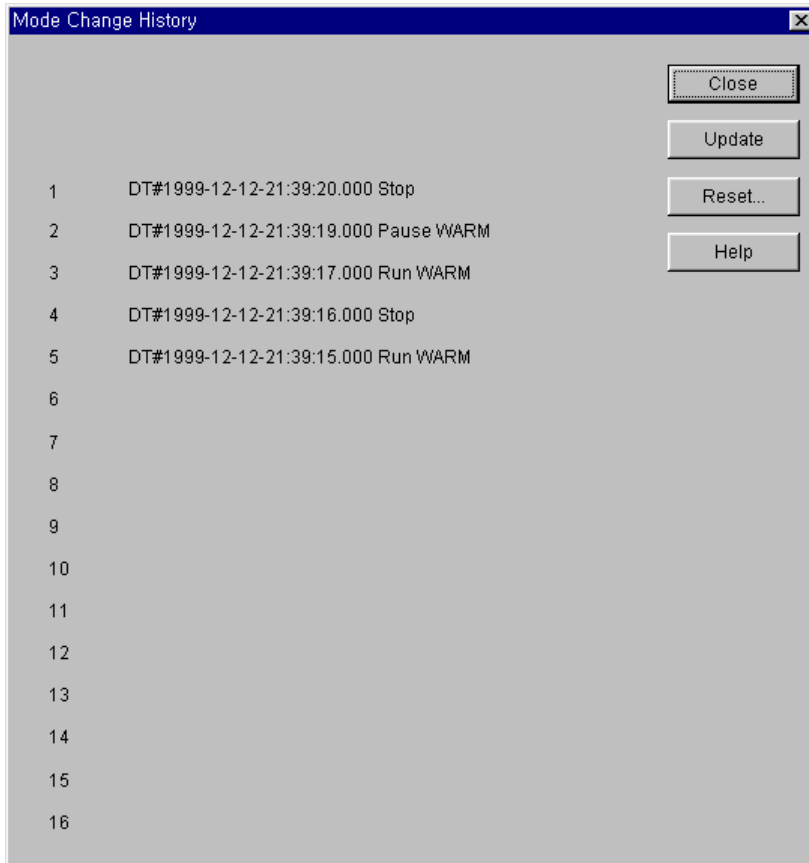 Mode Change History
Close
Update
1 DT#1999-12-12-21:39:20.000 Stop
Reset...
2 DT#1999-12-12-21:39:19.000 Pause WARM
Help
3 DT#1999-12-12-21:39:17.000 Run WARM
4 DT#1999-12-12-21:39:16.000 Stop
5 DT#1999-12-12-21:39:15.000 Run WARM
6
7
8
9
10
11
12
13
14
15
16